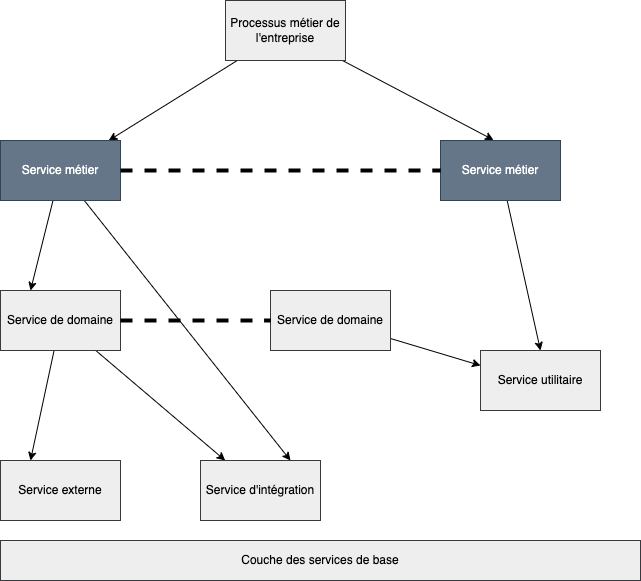 Processus métier de
l'entreprise
Service métier
Service métier
Service de domaine
Service de domaine
Service utilitaire
Service externe
Service d'intégration
Couche des services de base